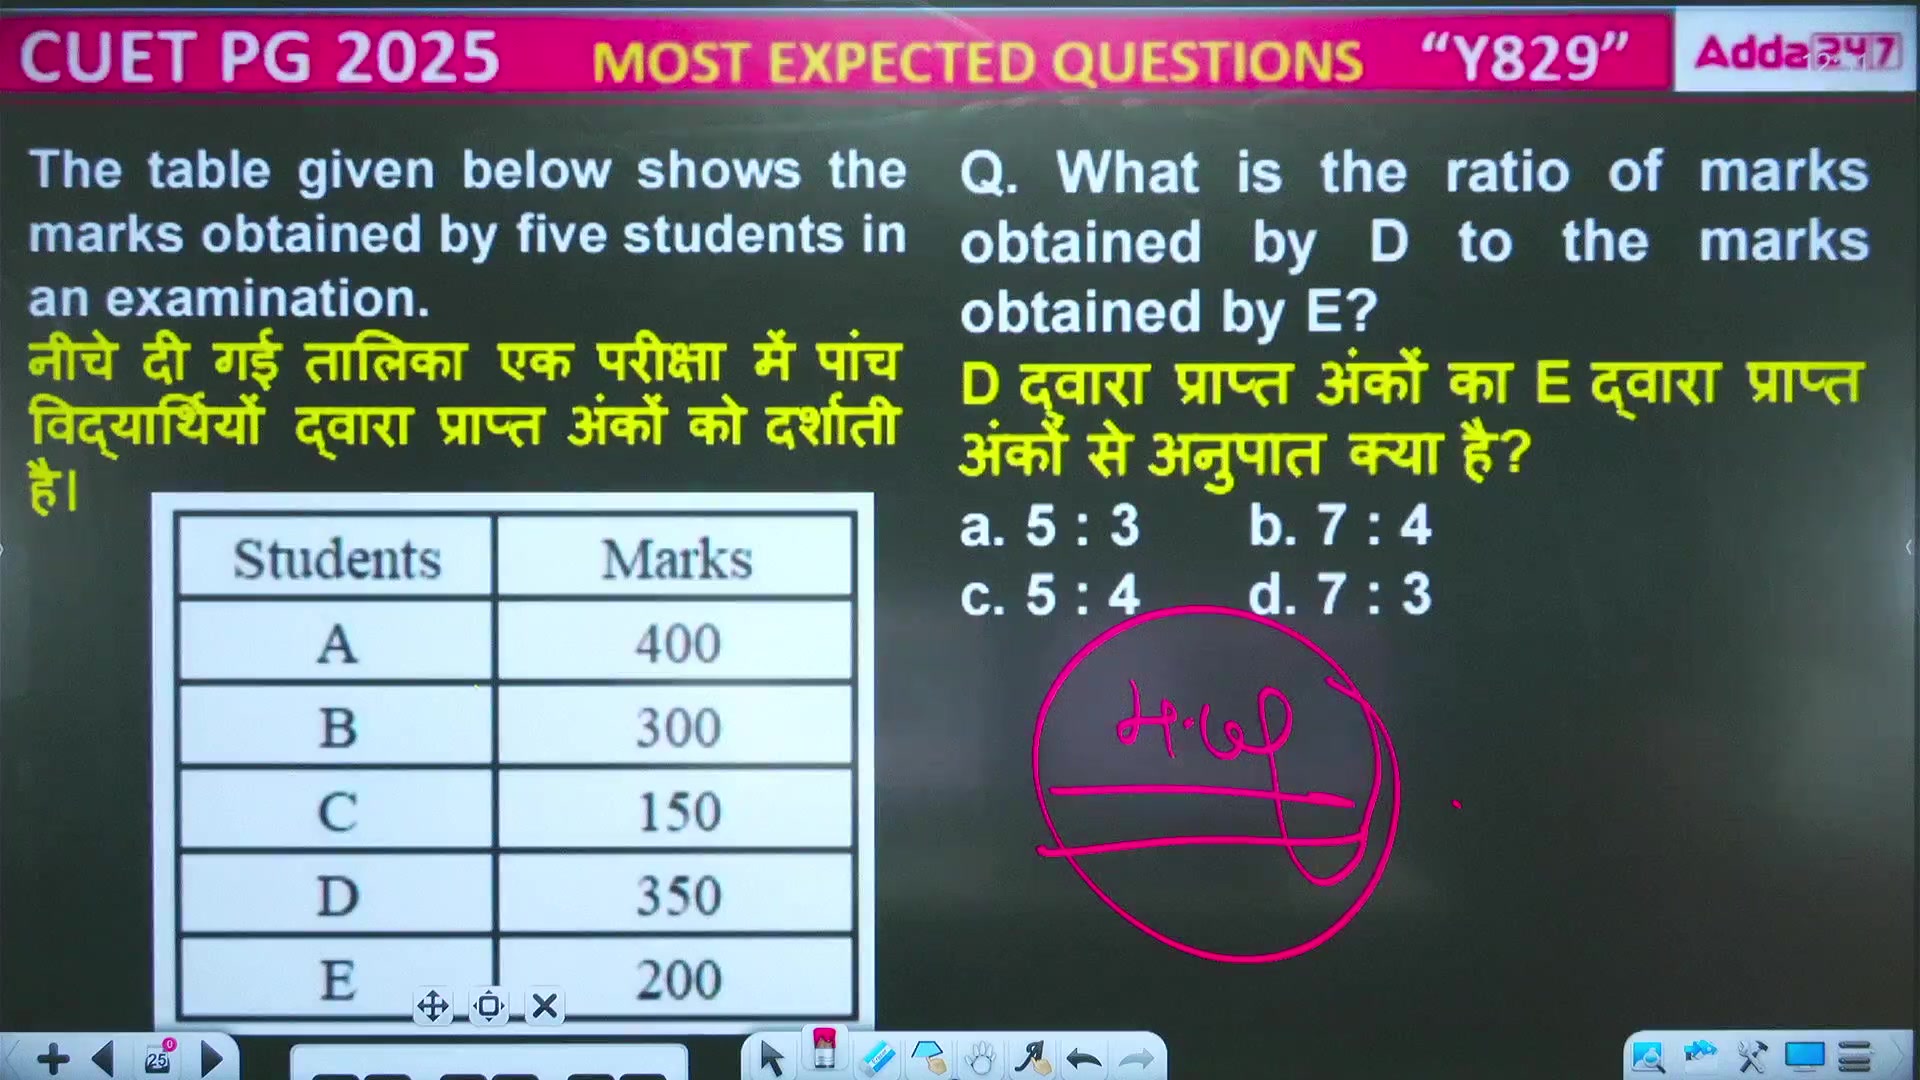 CUET PG 2025 MOST EXPECTED QUESTIONS “Y829” Adda247
The table given below shows the
marks obtained by five students in
an examination.
नीचे दी गई तालिका एक परीक्षा में पांच
विद्यार्थियों द्वारा प्राप्त अंकों को दर्शाती
है।
Students Marks
A 400
B 300
C 150
D 350
E 200
Q. What is the ratio of marks
obtained by D to the marks
obtained by E?
D द्वारा प्राप्त अंकों का E द्वारा प्राप्त
अंकों से अनुपात क्या है?
a. 5 : 3 b. 7 : 4
c. 5 : 4 d. 7 : 3
25 0